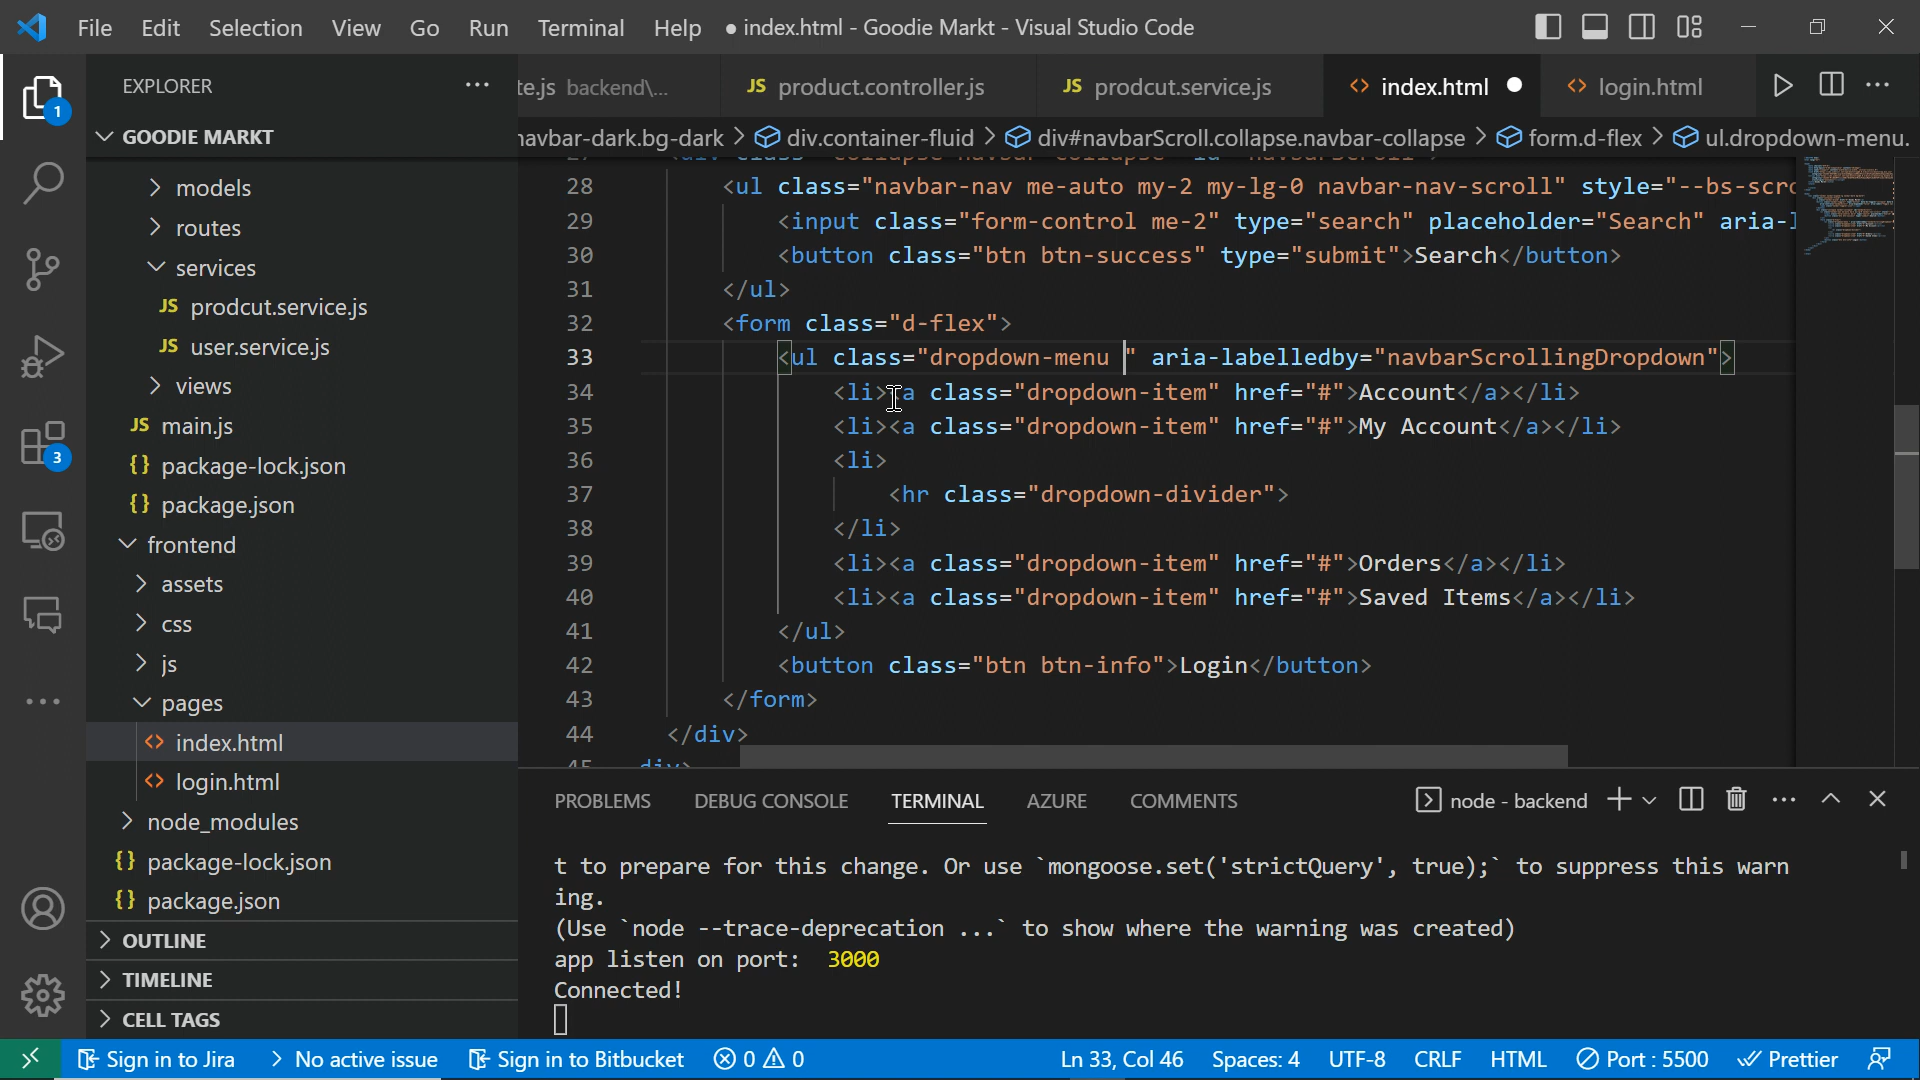 File Edit Selection View Go Run Terminal Help ● index.html - Goodie Markt - Visual Studio Code
EXPLORER
te.js backend\...
JS product.controller.js
JS prodcut.service.js
<> index.html
<> login.html
GOODIE MARKT
navbar-dark.bg-dark > div.container-fluid > div#navbarScroll.collapse.navbar-collapse > form.d-flex > ul.dropdown-menu.
models
routes
services
JS prodcut.service.js
JS user.service.js
views
JS main.js
{} package-lock.json
{} package.json
frontend
assets
css
js
pages
<> index.html
<> login.html
node_modules
{} package-lock.json
{} package.json
OUTLINE
TIMELINE
CELL TAGS
1
3
28 <ul class="navbar-nav me-auto my-2 my-lg-0 navbar-nav-scroll" style="--bs-scro
29 <input class="form-control me-2" type="search" placeholder="Search" aria-l
30 <button class="btn btn-success" type="submit">Search</button>
31 </ul>
32 <form class="d-flex">
33 <ul class="dropdown-menu " aria-labelledby="navbarScrollingDropdown">
34 <li><a class="dropdown-item" href="#">Account</a></li>
35 <li><a class="dropdown-item" href="#">My Account</a></li>
36 <li>
37 <hr class="dropdown-divider">
38 </li>
39 <li><a class="dropdown-item" href="#">Orders</a></li>
40 <li><a class="dropdown-item" href="#">Saved Items</a></li>
41 </ul>
42 <button class="btn btn-info">Login</button>
43 </form>
44 </div>
PROBLEMS DEBUG CONSOLE TERMINAL AZURE COMMENTS
node - backend
t to prepare for this change. Or use `mongoose.set('strictQuery', true);` to suppress this warn
ing.
(Use `node --trace-deprecation ...` to show where the warning was created)
app listen on port: 3000
Connected!
Sign in to Jira > No active issue Sign in to Bitbucket 0 0 Ln 33, Col 46 Spaces: 4 UTF-8 CRLF HTML Port : 5500 Prettier